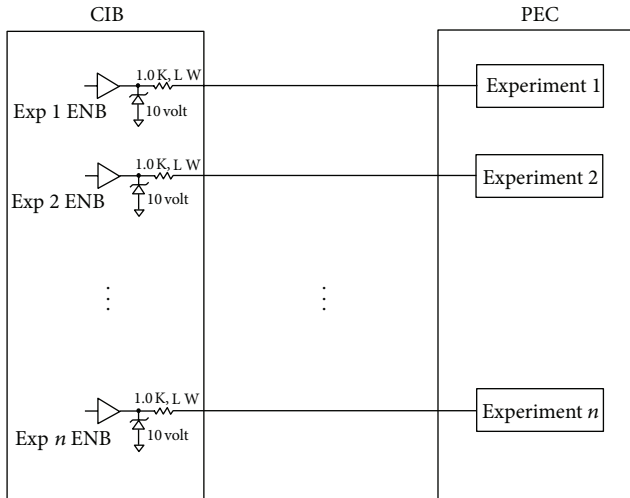 CIB
PEC
1.0 K, L W
Exp 1 ENB
10 volt
Experiment 1
1.0 K, L W
Exp 2 ENB
10 volt
Experiment 2
⋮
⋮
1.0 K, L W
Exp n ENB
10 volt
Experiment n